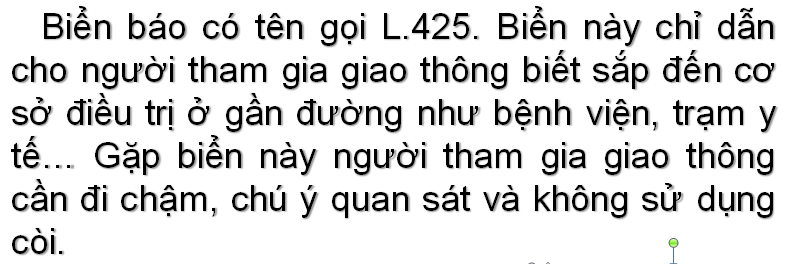 Biển báo có tên gọi L.425. Biển này chỉ dẫn
cho người tham gia giao thông biết sắp đến cơ
sở điều trị ở gần đường như bệnh viện, trạm y
tế... Gặp biển này người tham gia giao thông
cần đi chậm, chú ý quan sát và không sử dụng
còi.